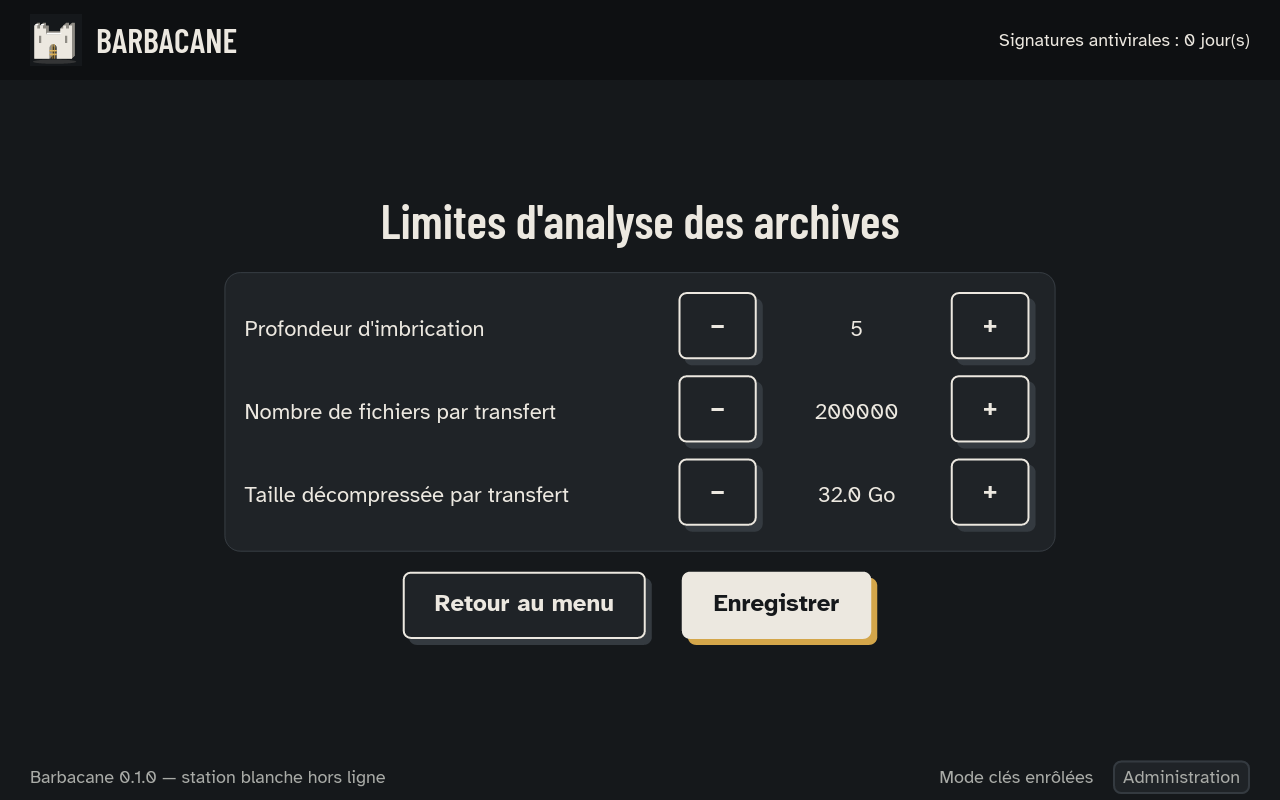 BARBACANE
Signatures antivirales : 0 jour(s)
Limites d'analyse des archives
Profondeur d'imbrication − 5 +
Nombre de fichiers par transfert − 200000 +
Taille décompressée par transfert − 32.0 Go +
Retour au menu Enregistrer
Barbacane 0.1.0 — station blanche hors ligne
Mode clés enrôlées Administration